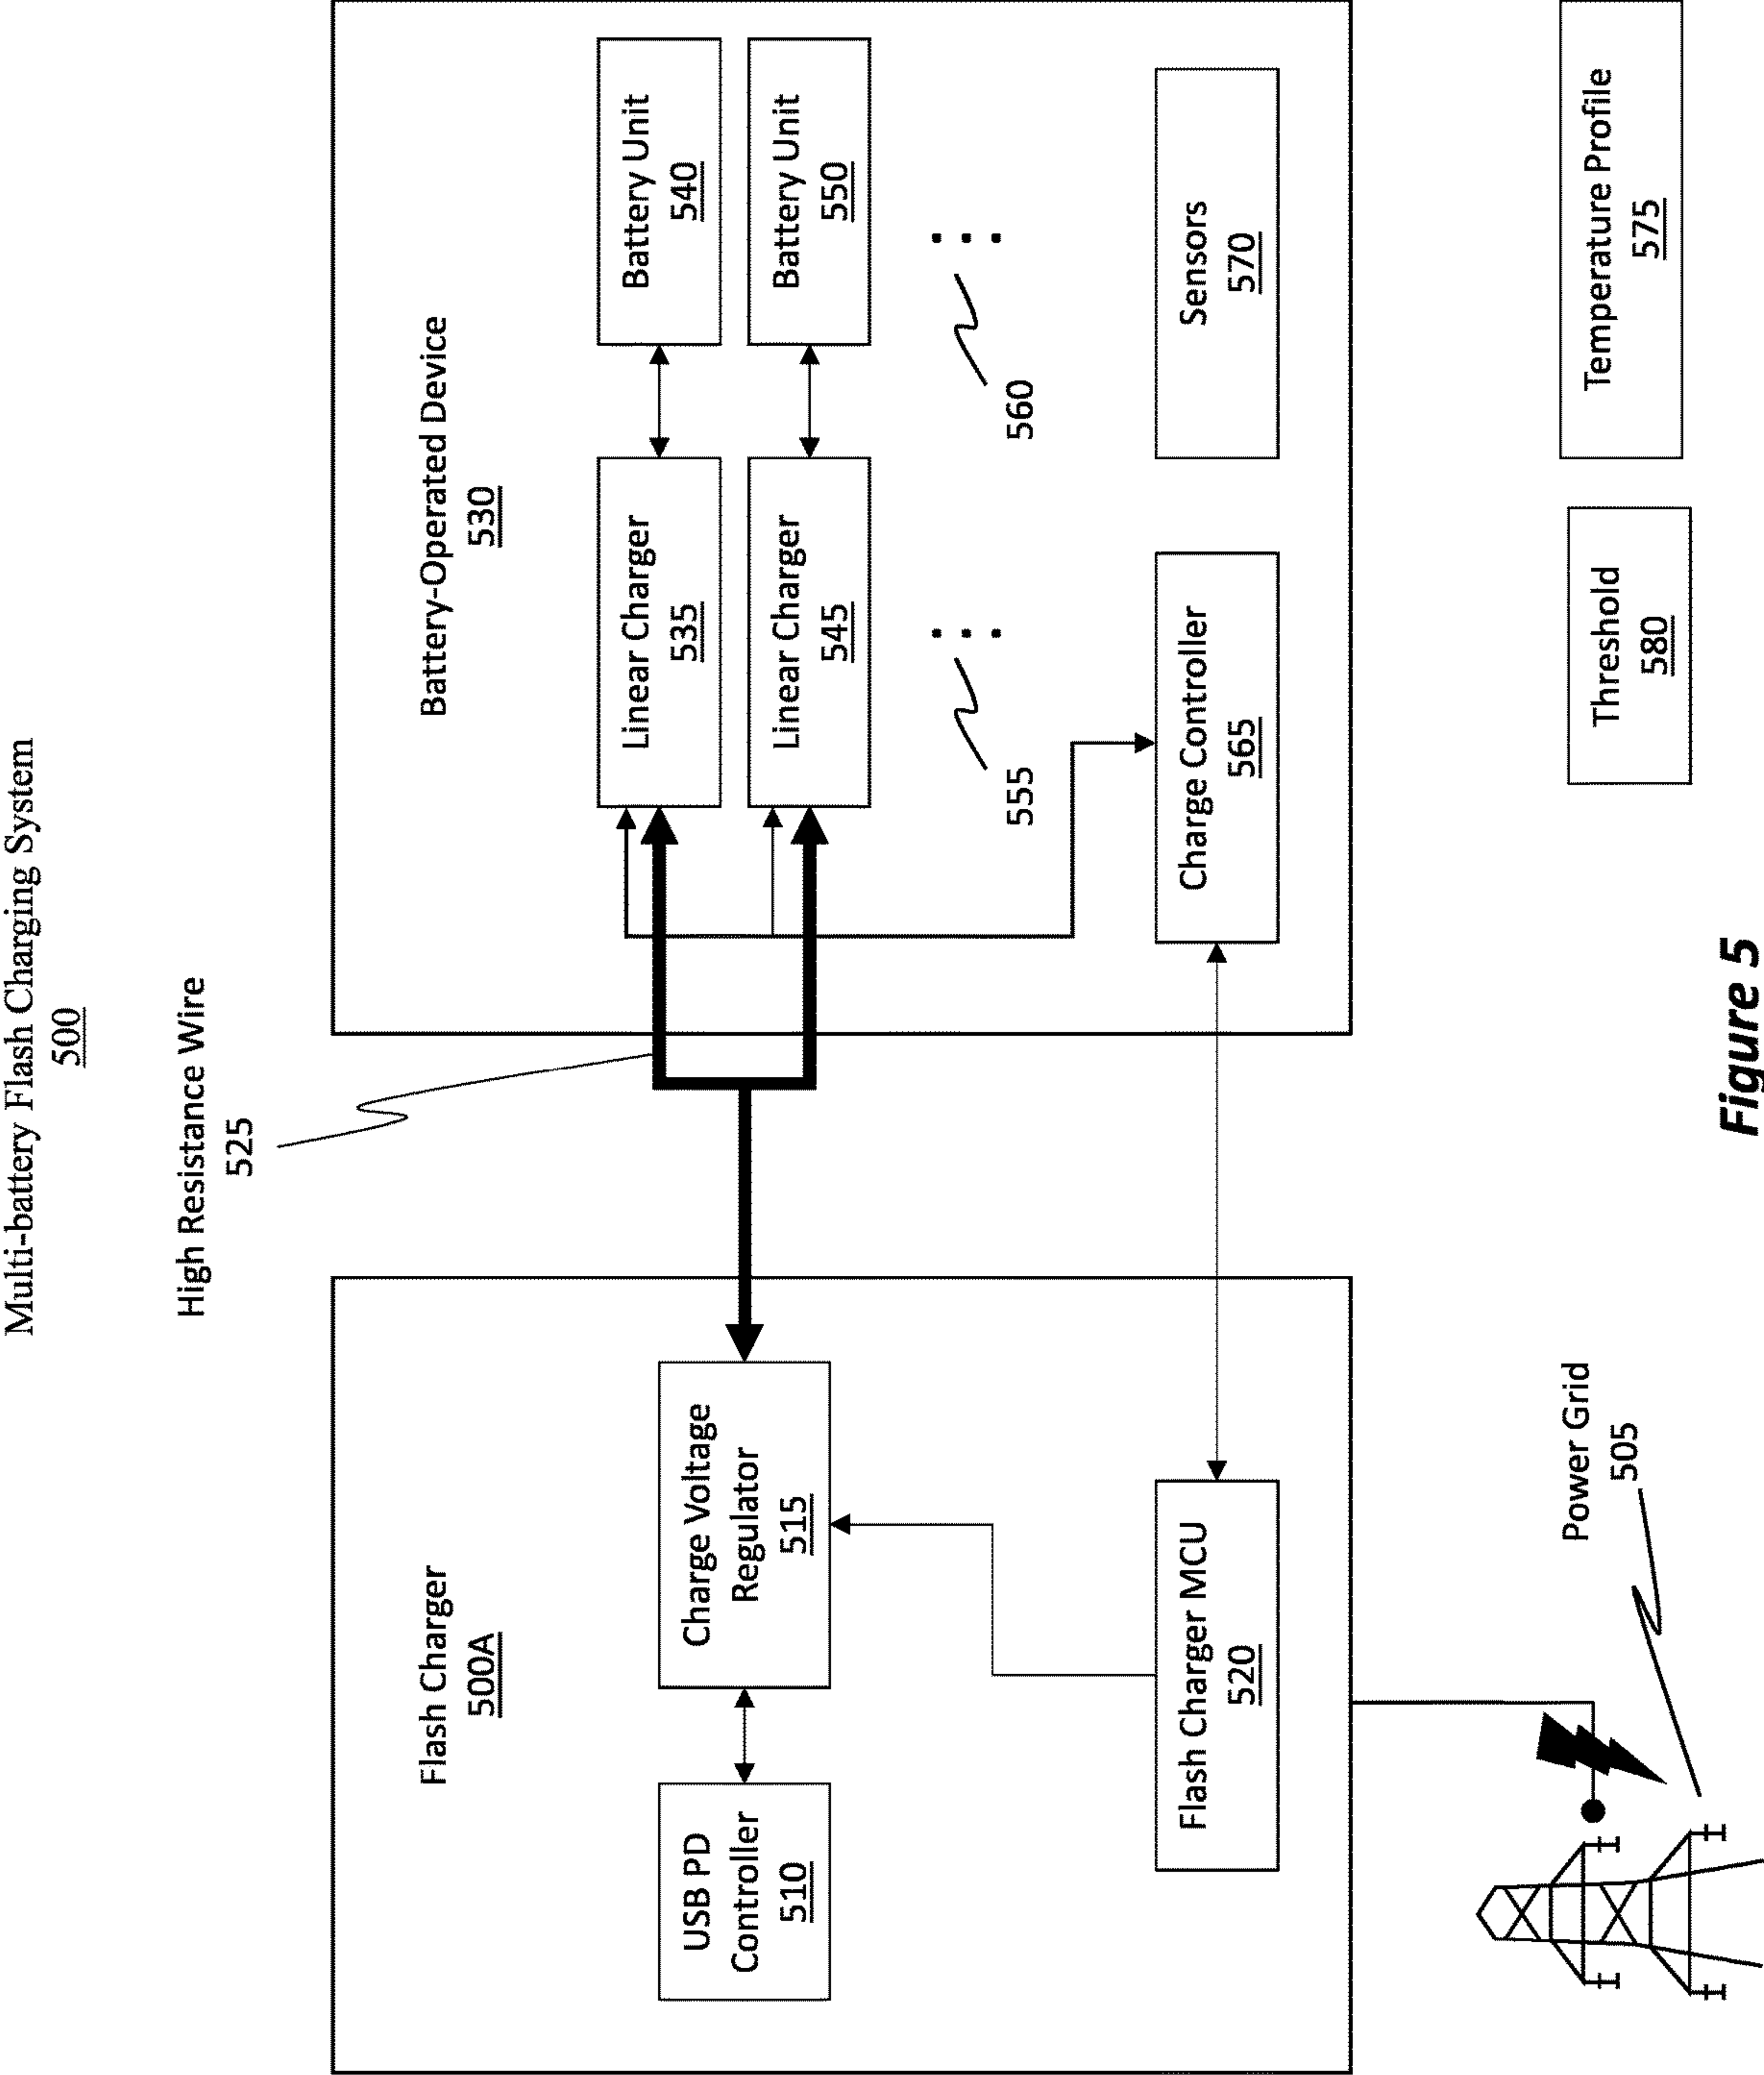 Multi-battery Flash Charging System
500
High Resistance Wire
525
Flash Charger
500A
USB PD
Controller
510
Charge Voltage
Regulator
515
Flash Charger MCU
520
Battery-Operated Device
530
Linear Charger
535
Battery Unit
540
Linear Charger
545
Battery Unit
550
555
560
Charge Controller
565
Sensors
570
Power Grid
505
Threshold
580
Temperature Profile
575
Figure 5